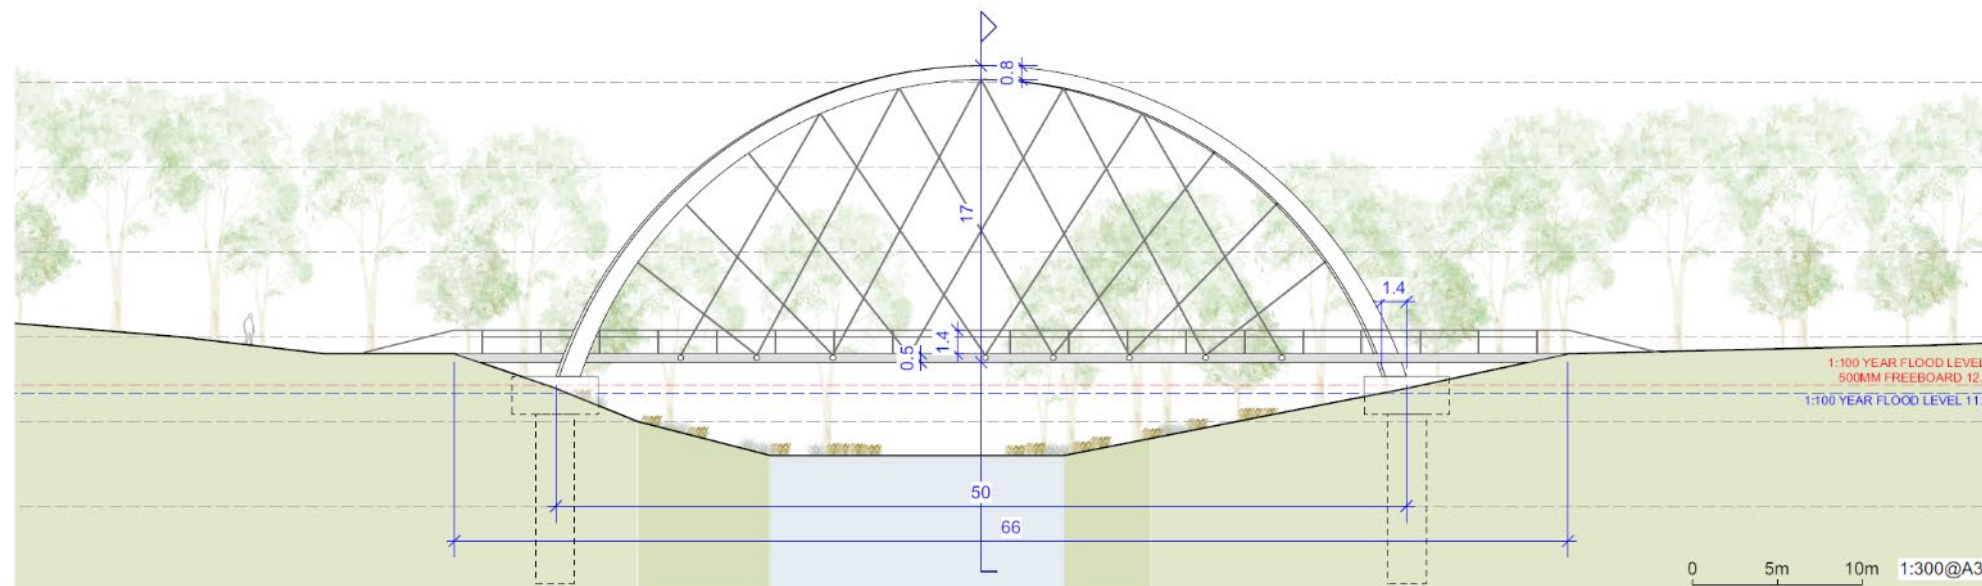 0.8
17
1.4
1.4
0.5
1:100 YEAR FLOOD LEVEL
500MM FREEBOARD 12.
1:100 YEAR FLOOD LEVEL 11.
50
66
0 5m 10m 1:300@A3